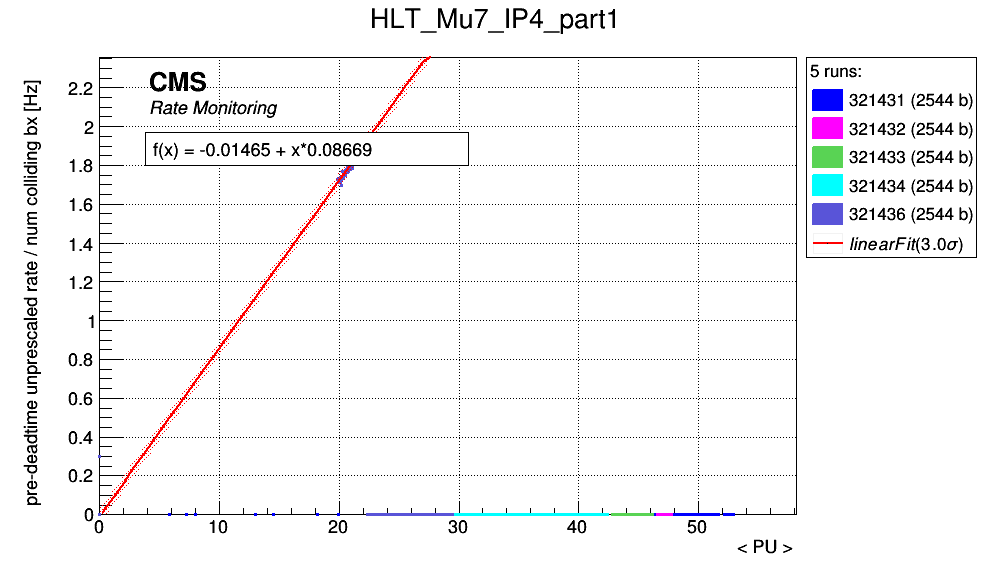 HLT_Mu7_IP4_part1
pre-deadtime unprescaled rate / num colliding bx [Hz]
CMS
Rate Monitoring
f(x) = -0.01465 + x*0.08669
2.2
2
1.8
1.6
1.4
1.2
1
0.8
0.6
0.4
0.2
0
0 10 20 30 40 50
< PU >
5 runs:
321431 (2544 b)
321432 (2544 b)
321433 (2544 b)
321434 (2544 b)
321436 (2544 b)
linearFit(3.0σ)